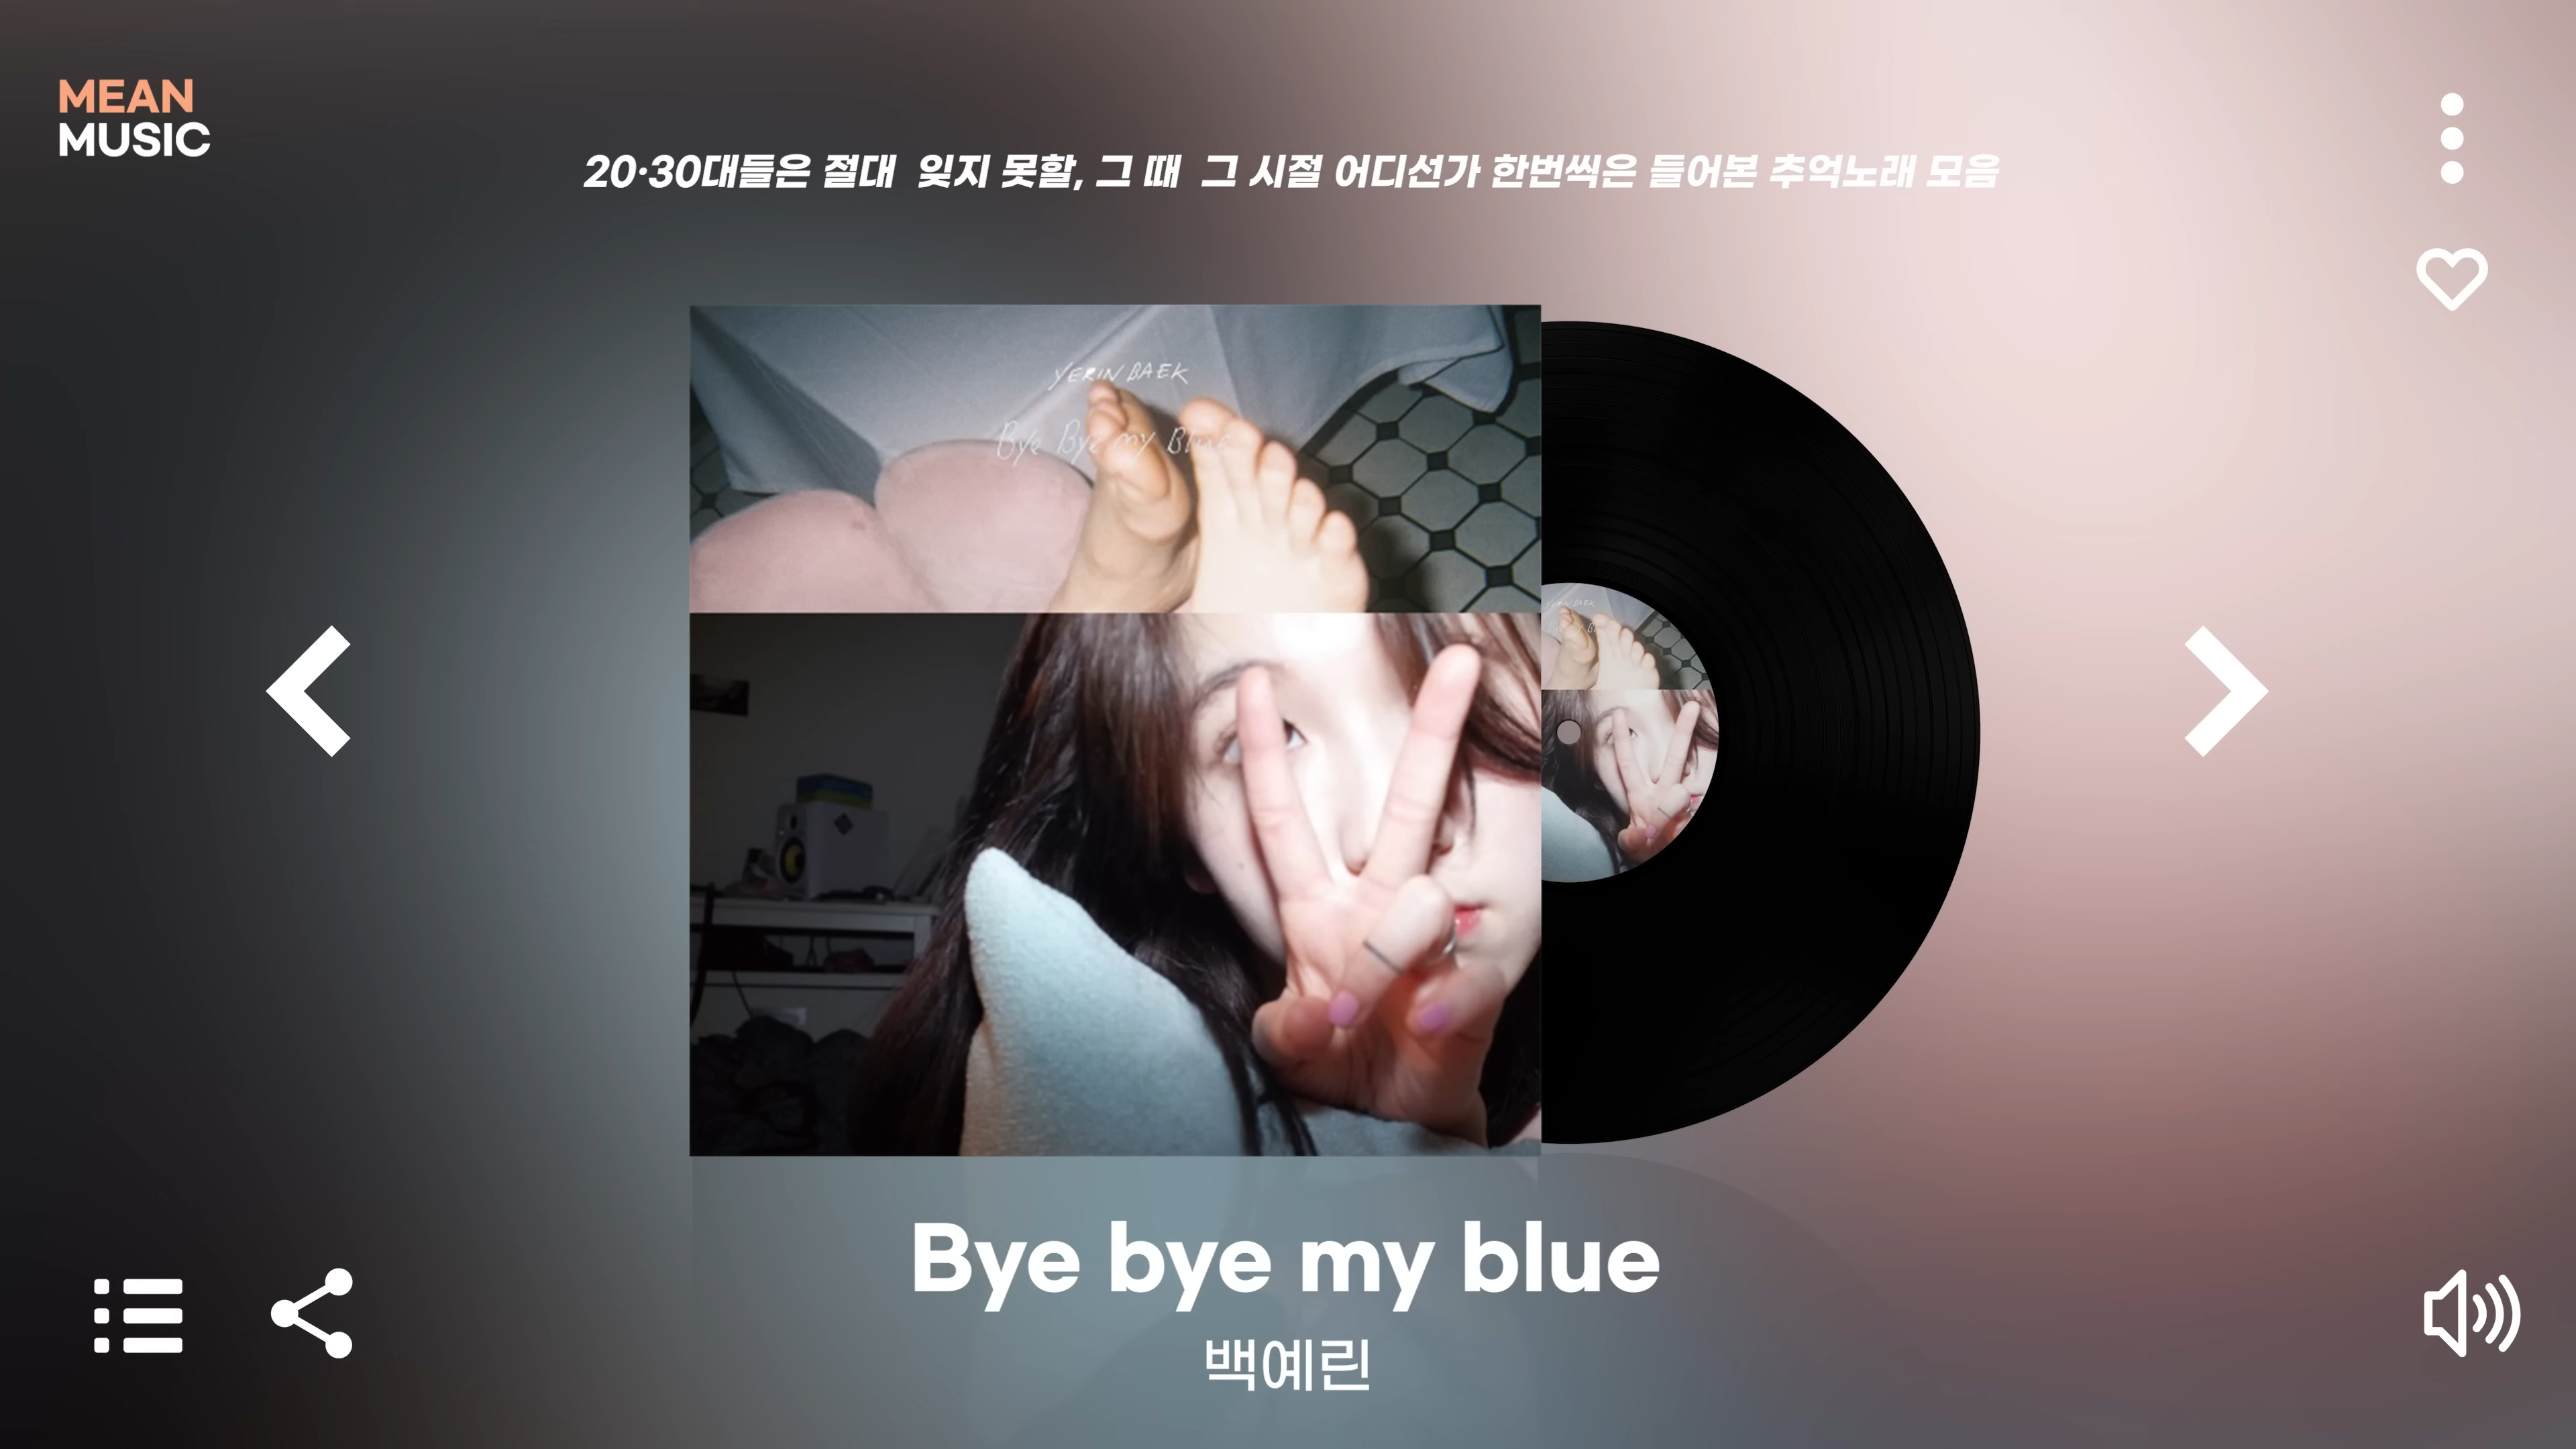 MEAN
MUSIC
20·30대들은 절대 잊지 못할, 그 때 그 시절 어디선가 한번씩은 들어본 추억노래 모음
YERIN BAEK
Bye Bye my Blue
Bye bye my blue
백예린